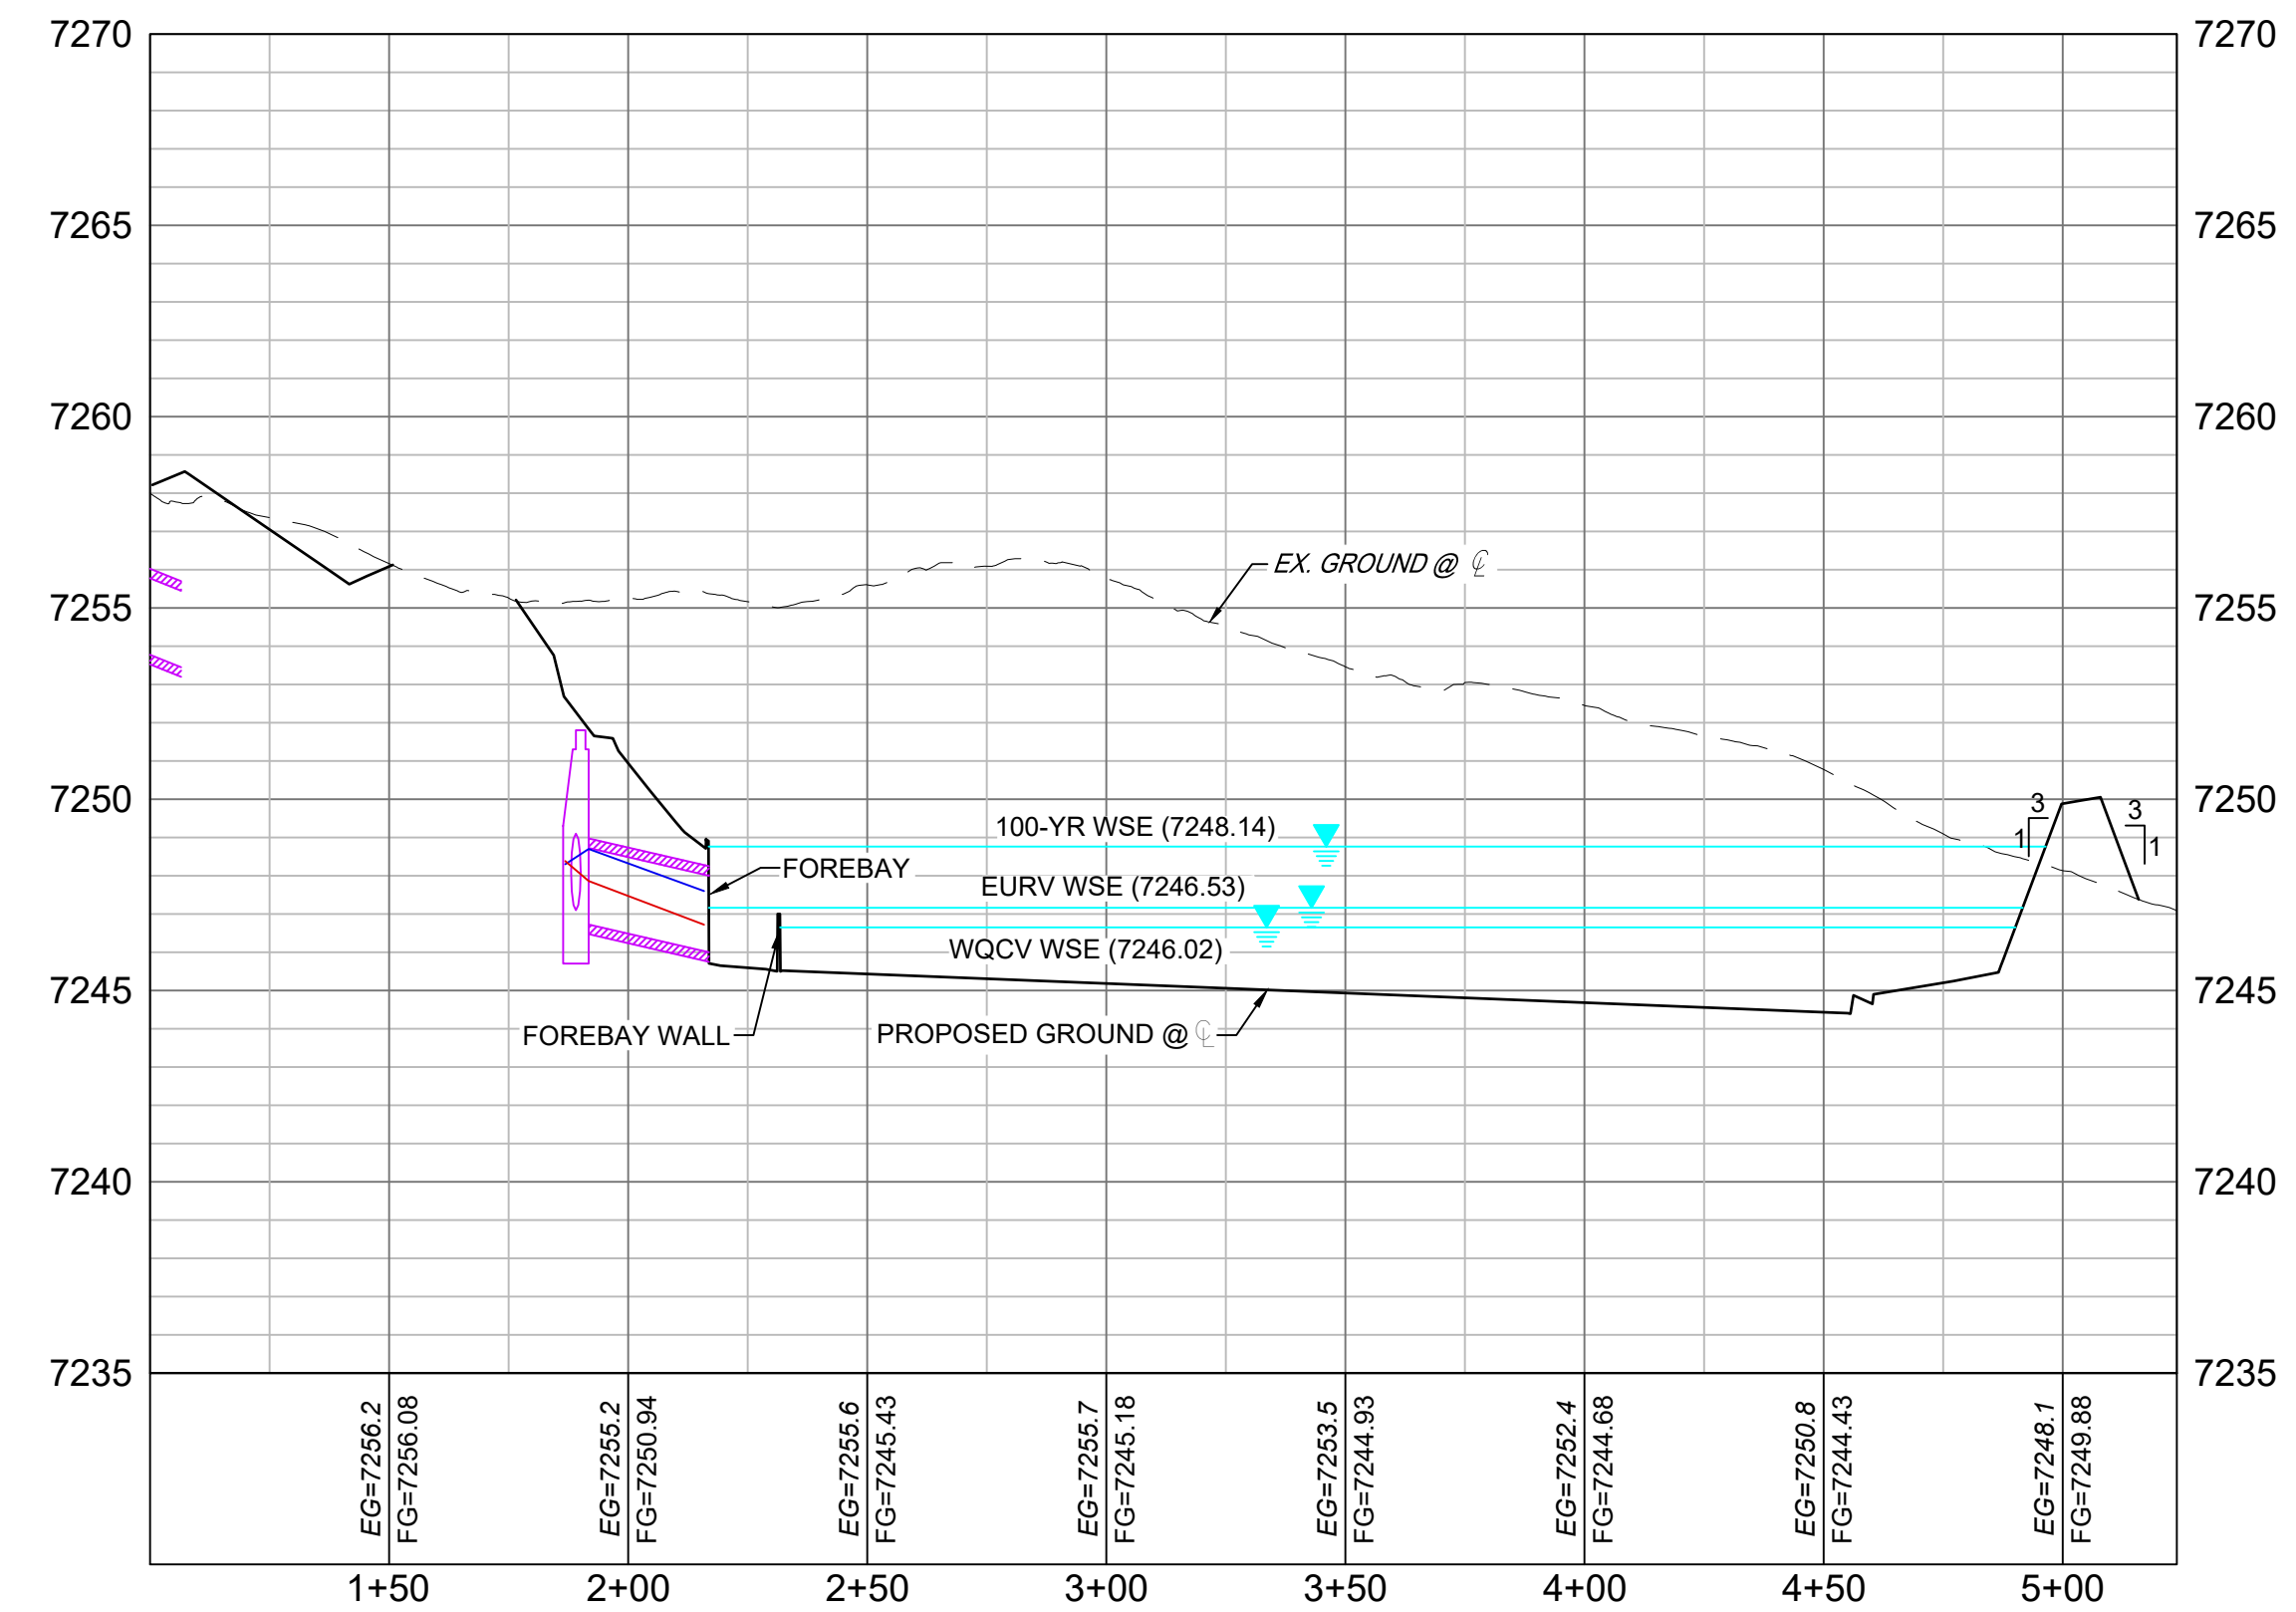 7270 7270
7265 7265
7260 7260
EX. GROUND @ ℄
7255 7255
7250 7250
3
3
1
1
100-YR WSE (7248.14)
FOREBAY
EURV WSE (7246.53)
WQCV WSE (7246.02)
7245 7245
FOREBAY WALL
PROPOSED GROUND @ ℄
7240 7240
7235 7235
EG=7256.2
FG=7256.08
EG=7255.2
FG=7250.94
EG=7255.6
FG=7245.43
EG=7255.7
FG=7245.18
EG=7253.5
FG=7244.93
EG=7252.4
FG=7244.68
EG=7250.8
FG=7244.43
EG=7248.1
FG=7249.88
1+50 2+00 2+50 3+00 3+50 4+00 4+50 5+00